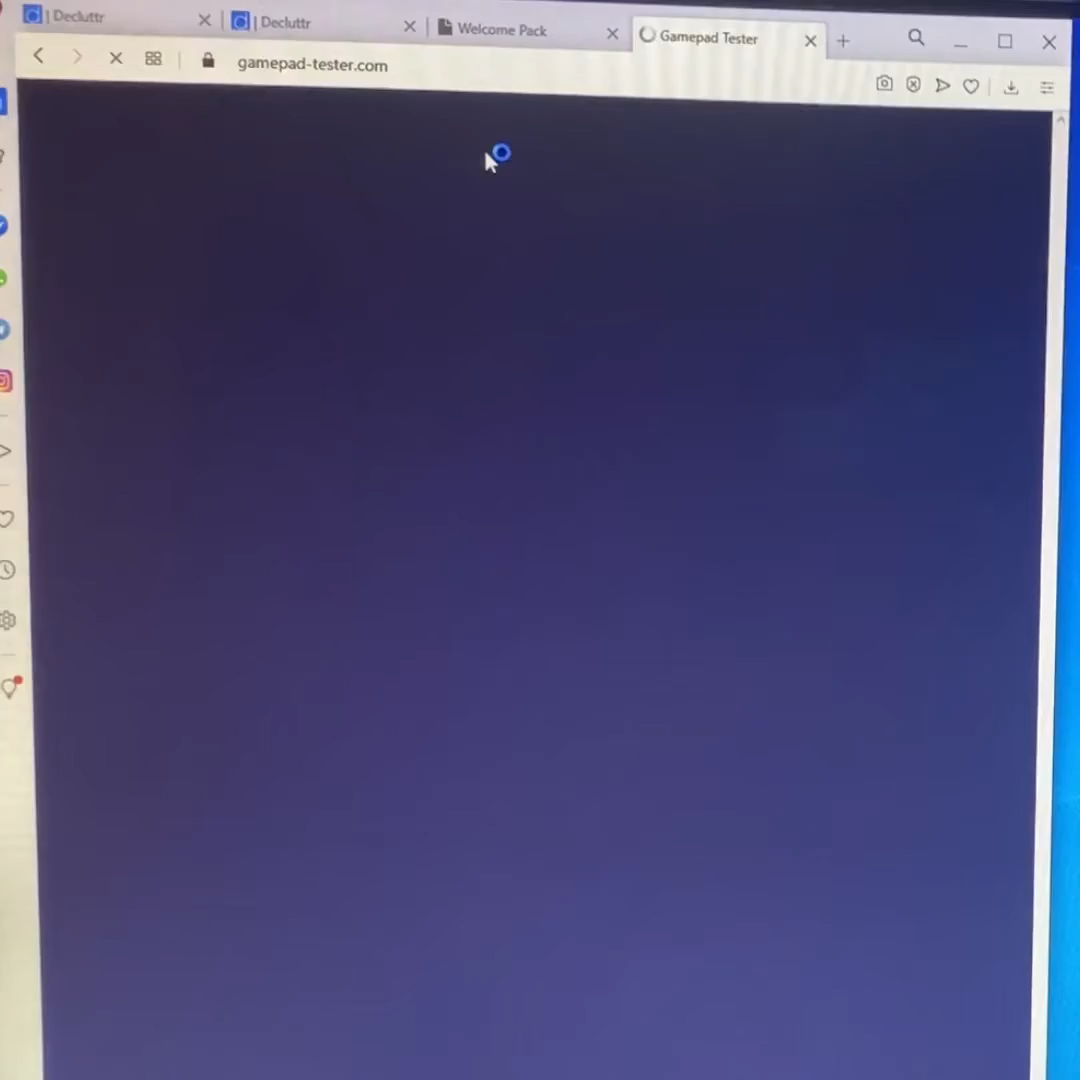 | Decluttr
| Decluttr
Welcome Pack
Gamepad Tester
gamepad-tester.com